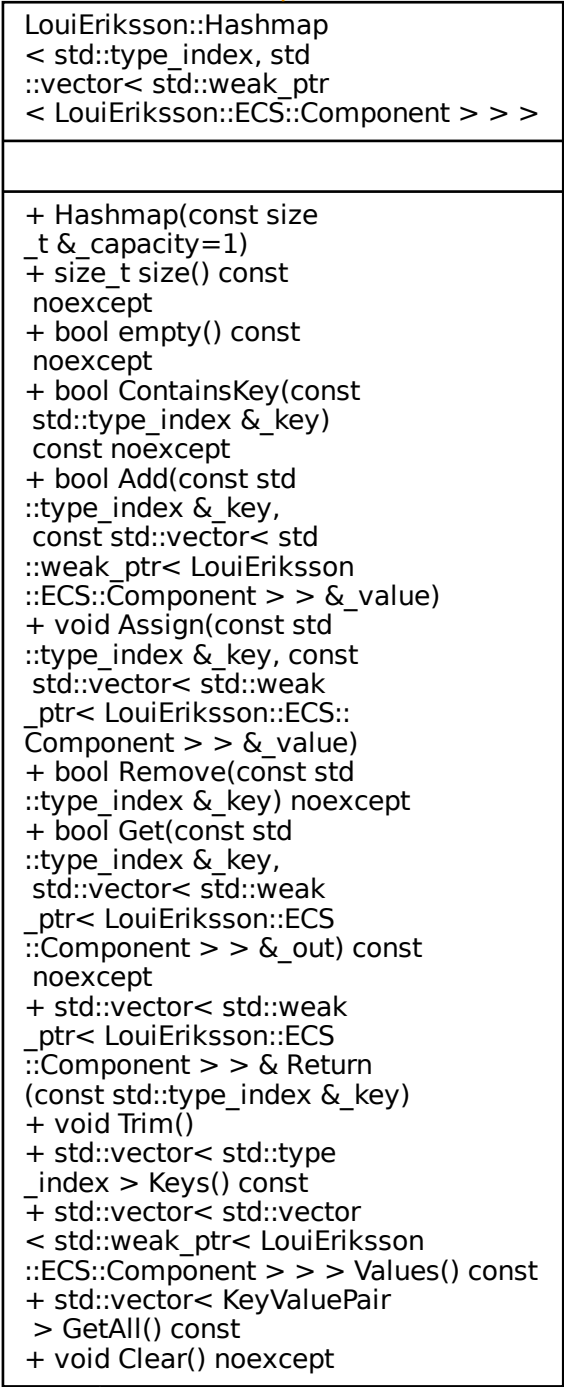 LouiEriksson::Hashmap
< std::type_index, std
::vector< std::weak_ptr
< LouiEriksson::ECS::Component > > >
+ Hashmap(const size
_t &_capacity=1)
+ size_t size() const
noexcept
+ bool empty() const
noexcept
+ bool ContainsKey(const
std::type_index &_key)
const noexcept
+ bool Add(const std
::type_index &_key,
const std::vector< std
::weak_ptr< LouiEriksson
::ECS::Component > > &_value)
+ void Assign(const std
::type_index &_key, const
std::vector< std::weak
_ptr< LouiEriksson::ECS::
Component > > &_value)
+ bool Remove(const std
::type_index &_key) noexcept
+ bool Get(const std
::type_index &_key,
std::vector< std::weak
_ptr< LouiEriksson::ECS
::Component > > &_out) const
noexcept
+ std::vector< std::weak
_ptr< LouiEriksson::ECS
::Component > > & Return
(const std::type_index &_key)
+ void Trim()
+ std::vector< std::type
_index > Keys() const
+ std::vector< std::vector
< std::weak_ptr< LouiEriksson
::ECS::Component > > > Values() const
+ std::vector< KeyValuePair
> GetAll() const
+ void Clear() noexcept